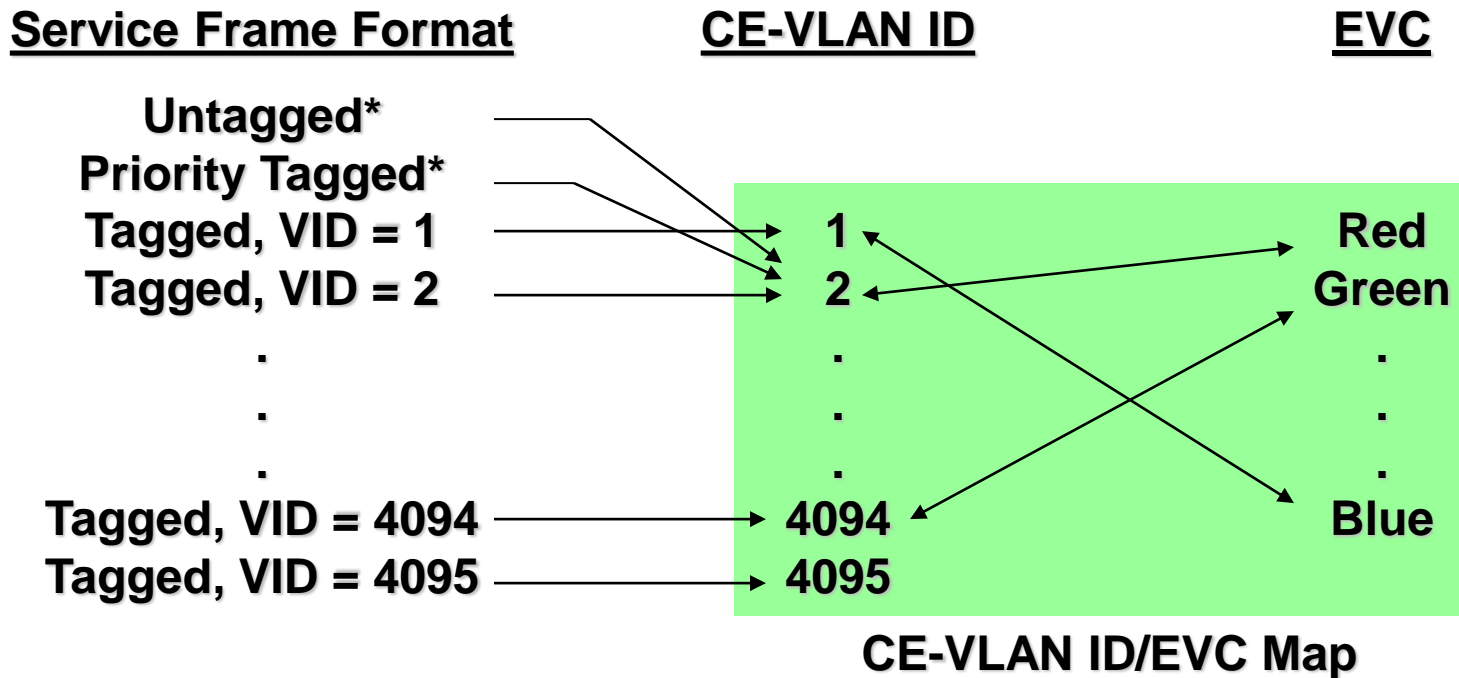 Service Frame Format CE-VLAN ID EVC
Untagged*
Priority Tagged*
Tagged, VID = 1 1 Red
Tagged, VID = 2 2 Green
. . .
. . .
. . .
Tagged, VID = 4094 4094 Blue
Tagged, VID = 4095 4095
CE-VLAN ID/EVC Map